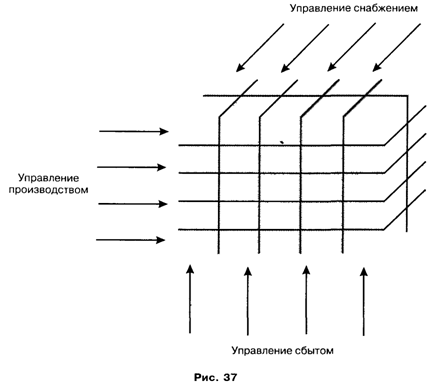 Управление снабжением
Управление
производством
Управление сбытом
Рис. 37